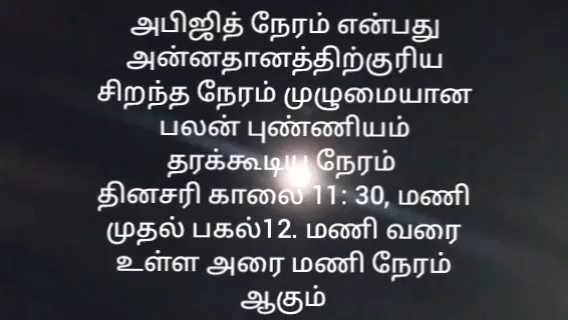 அபிஜித் நேரம் என்பது
அன்னதானத்திற்குரிய
சிறந்த நேரம் முழுமையான
பலன் புண்ணியம்
தரக்கூடிய நேரம்
தினசரி காலை 11: 30, மணி
முதல் பகல்12. மணி வரை
உள்ள அரை மணி நேரம்
ஆகும்